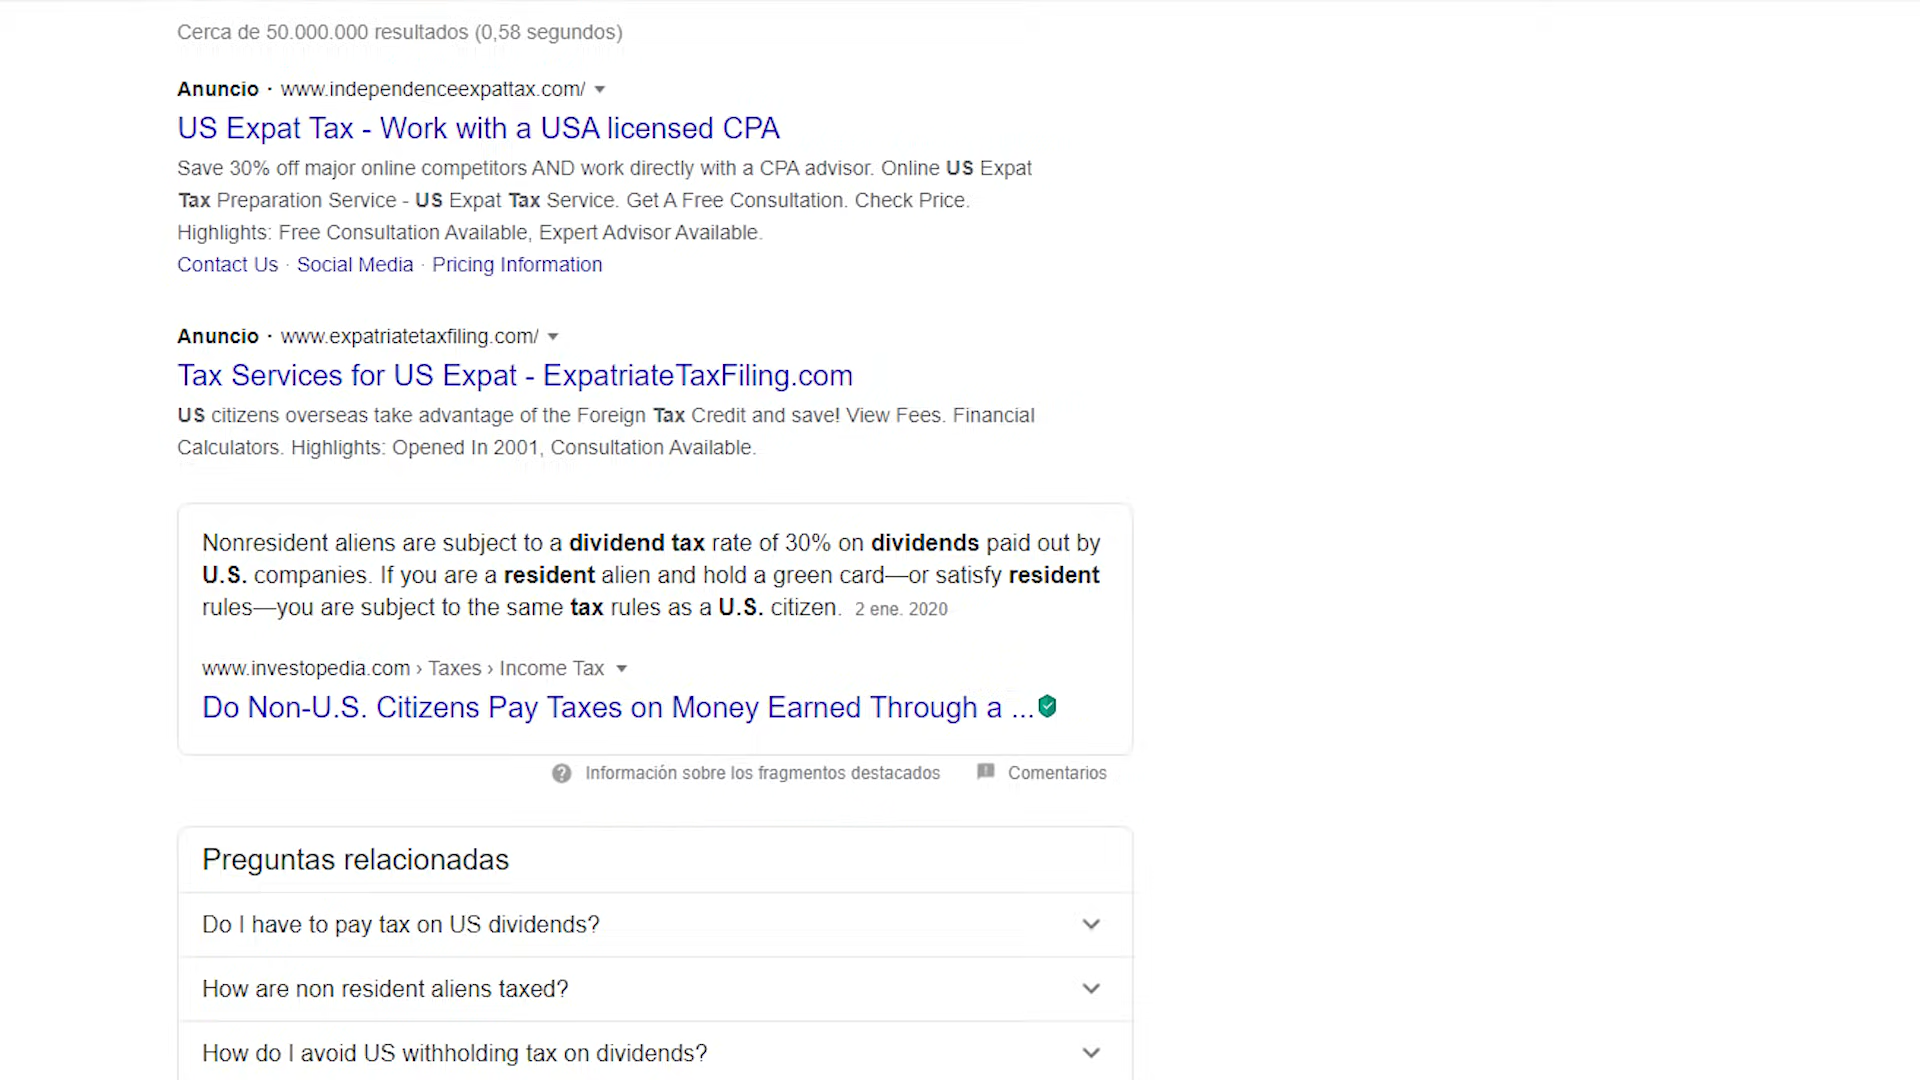 Cerca de 50.000.000 resultados (0,58 segundos)
Anuncio · www.independenceexpattax.com/
US Expat Tax - Work with a USA licensed CPA
Save 30% off major online competitors AND work directly with a CPA advisor. Online US Expat
Tax Preparation Service - US Expat Tax Service. Get A Free Consultation. Check Price.
Highlights: Free Consultation Available, Expert Advisor Available.
Contact Us · Social Media · Pricing Information
Anuncio · www.expatriatetaxfiling.com/
Tax Services for US Expat - ExpatriateTaxFiling.com
US citizens overseas take advantage of the Foreign Tax Credit and save! View Fees. Financial
Calculators. Highlights: Opened In 2001, Consultation Available.
Nonresident aliens are subject to a dividend tax rate of 30% on dividends paid out by
U.S. companies. If you are a resident alien and hold a green card—or satisfy resident
rules—you are subject to the same tax rules as a U.S. citizen. 2 ene. 2020
www.investopedia.com › Taxes › Income Tax
Do Non-U.S. Citizens Pay Taxes on Money Earned Through a ...
Información sobre los fragmentos destacados Comentarios
Preguntas relacionadas
Do I have to pay tax on US dividends?
How are non resident aliens taxed?
How do I avoid US withholding tax on dividends?